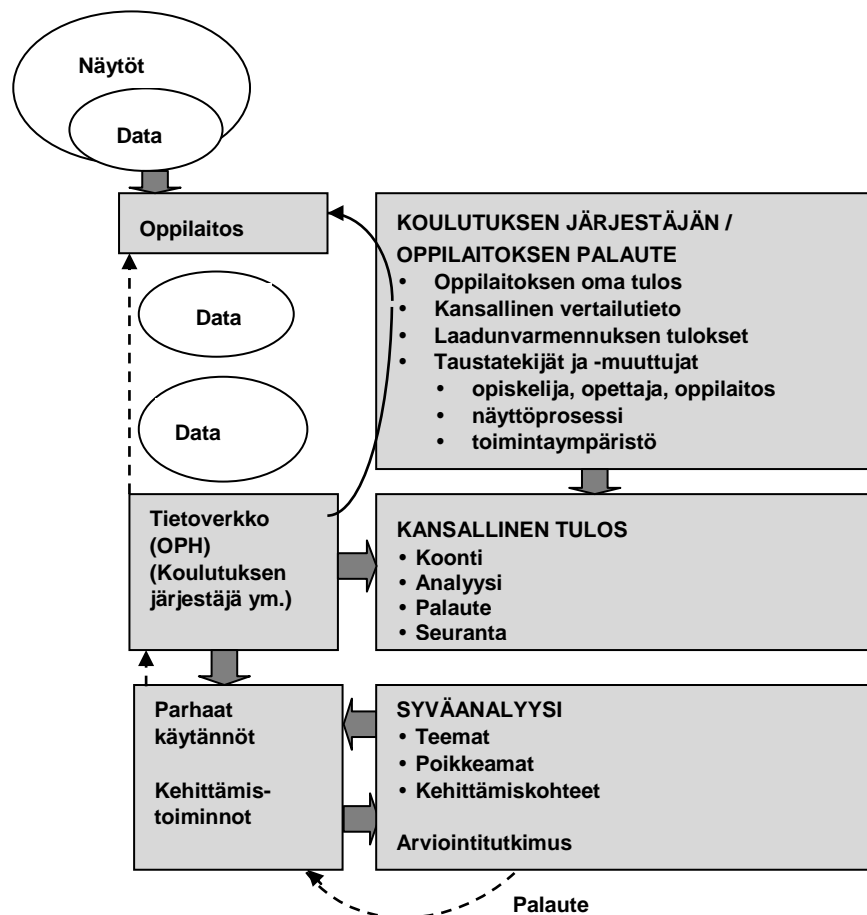 Näytöt
Data
Oppilaitos
Data
Data
KOULUTUKSEN JÄRJESTÄJÄN /
OPPILAITOKSEN PALAUTE
• Oppilaitoksen oma tulos
• Kansallinen vertailutieto
• Laadunvarmennuksen tulokset
• Taustatekijät ja -muuttujat
• opiskelija, opettaja, oppilaitos
• näyttöprosessi
• toimintaympäristö
Tietoverkko
(OPH)
(Koulutuksen
järjestäjä ym.)
KANSALLINEN TULOS
• Koonti
• Analyysi
• Palaute
• Seuranta
Parhaat
käytännöt
Kehittämis-
toiminnot
SYVÄANALYYSI
• Teemat
• Poikkeamat
• Kehittämiskohteet
Arviointitutkimus
Palaute